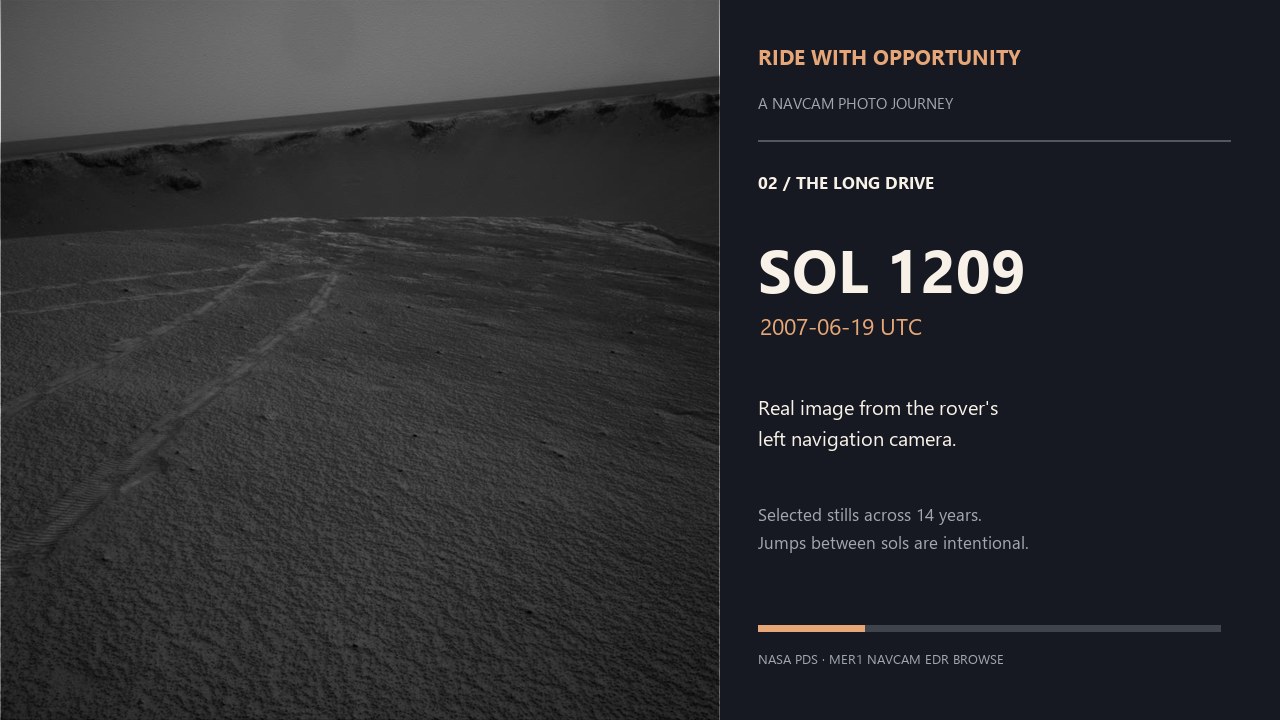 RIDE WITH OPPORTUNITY
A NAVCAM PHOTO JOURNEY
02 / THE LONG DRIVE
SOL 1209
2007-06-19 UTC
Real image from the rover's
left navigation camera.
Selected stills across 14 years.
Jumps between sols are intentional.
NASA PDS · MER1 NAVCAM EDR BROWSE